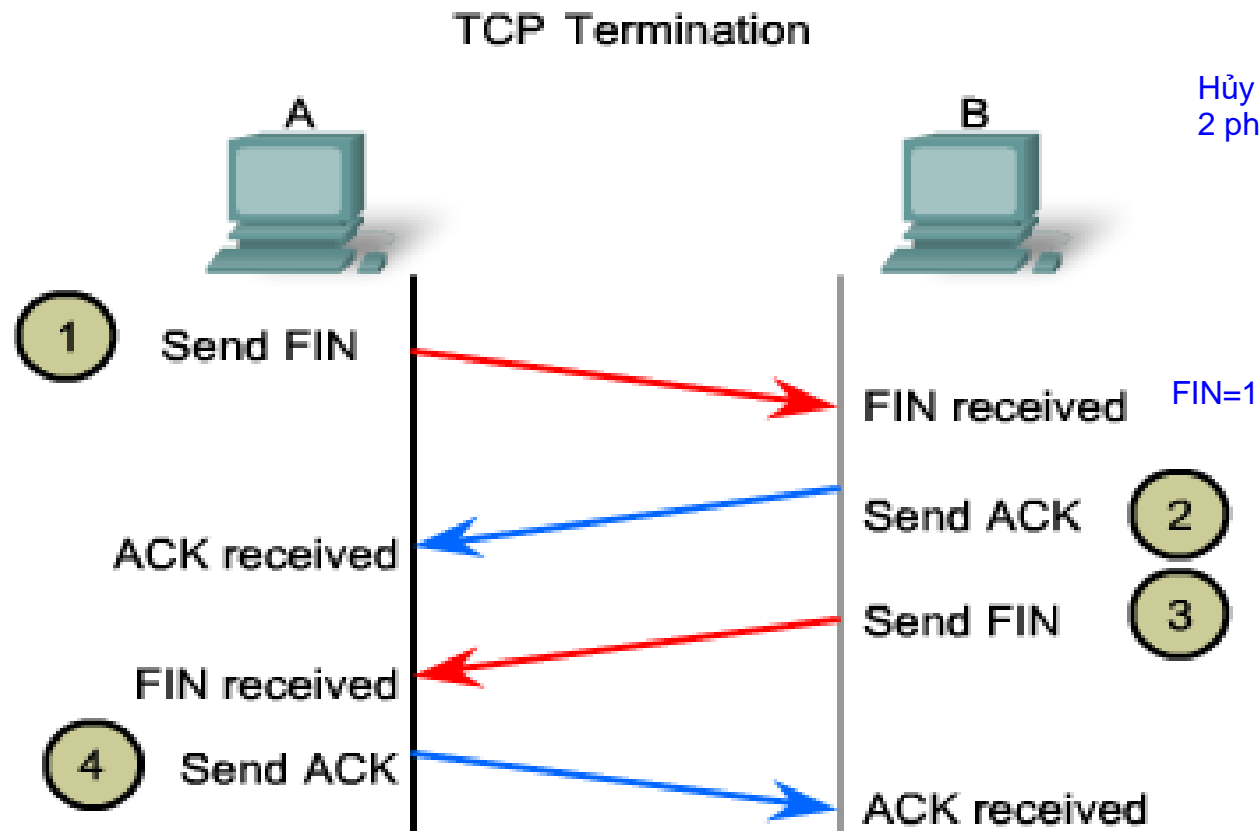 TCP Termination
A
B
Hủy
2 ph
1
Send FIN
FIN received
FIN=1
Send ACK
2
ACK received
Send FIN
3
FIN received
4
Send ACK
ACK received